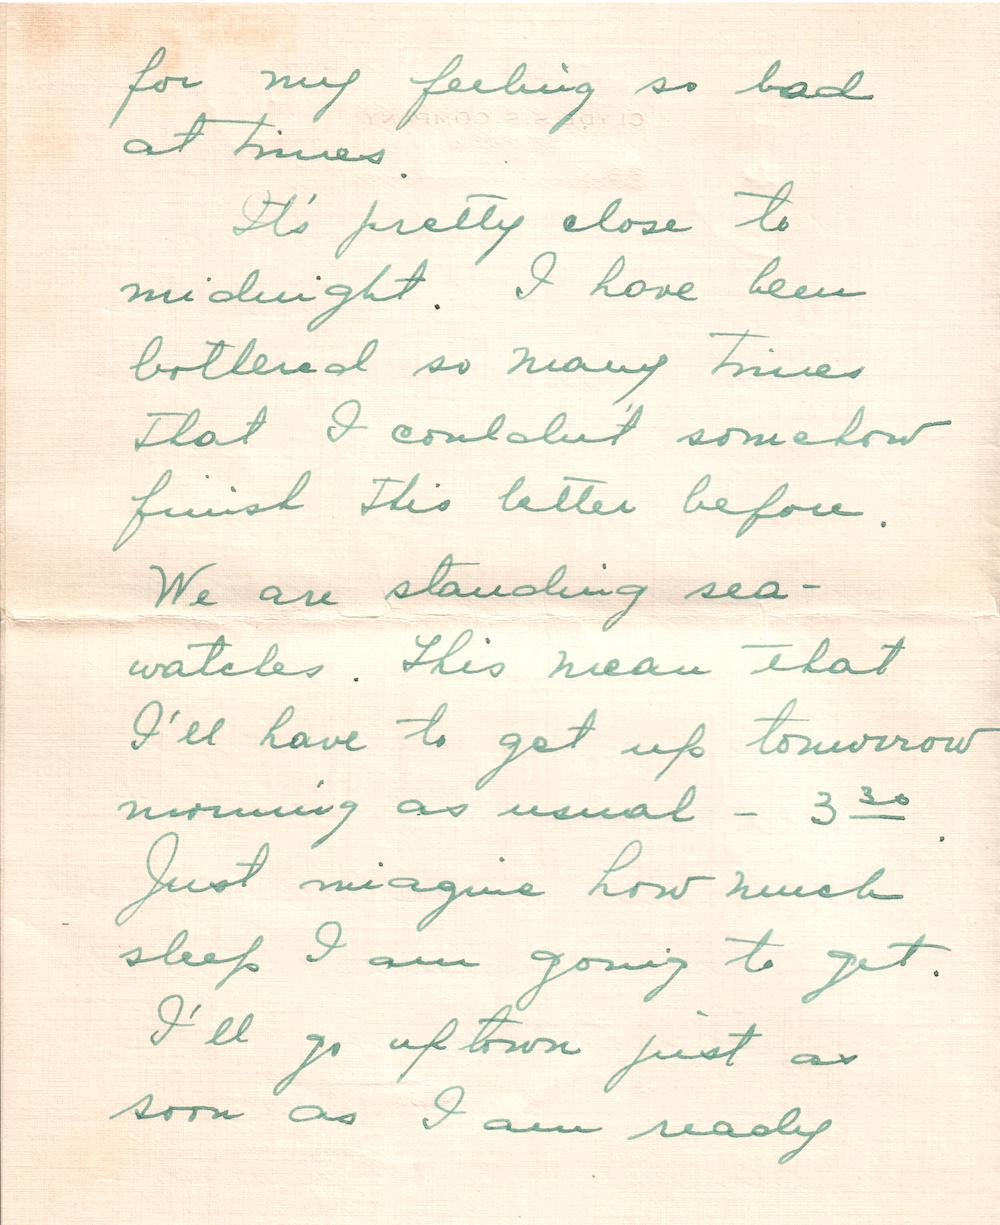 for my feeling so bad
at times.
It's pretty close to
midnight. I have been
bothered so many times
that I couldn't somehow
finish this letter before.
We are standing sea-
watches. This mean that
I'll have to get up tomorrow
morning as usual - 3 30.
Just imagine how much
sleep I am going to get.
I'll go uptown just as
soon as I am ready